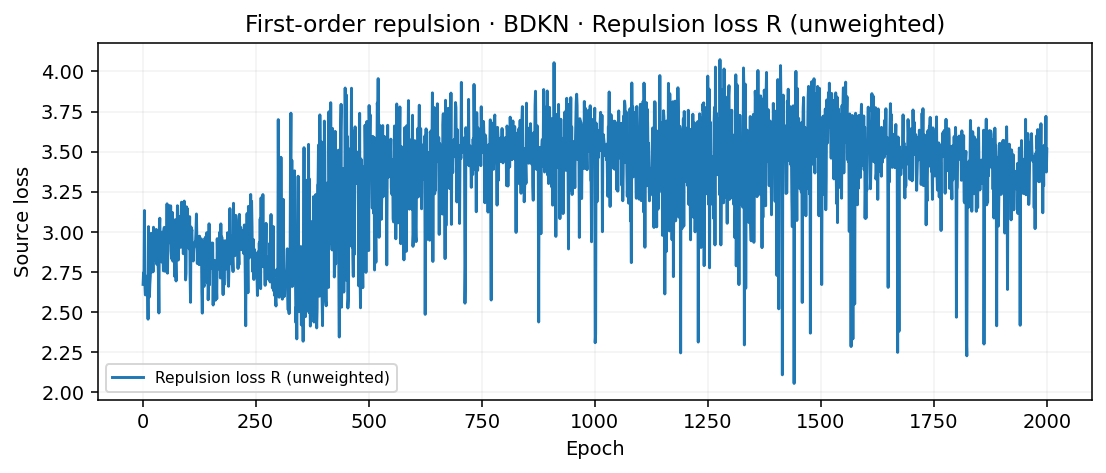 First-order repulsion · BDKN · Repulsion loss R (unweighted)
Source loss
4.00
3.75
3.50
3.25
3.00
2.75
2.50
2.25
2.00
Repulsion loss R (unweighted)
0 250 500 750 1000 1250 1500 1750 2000
Epoch